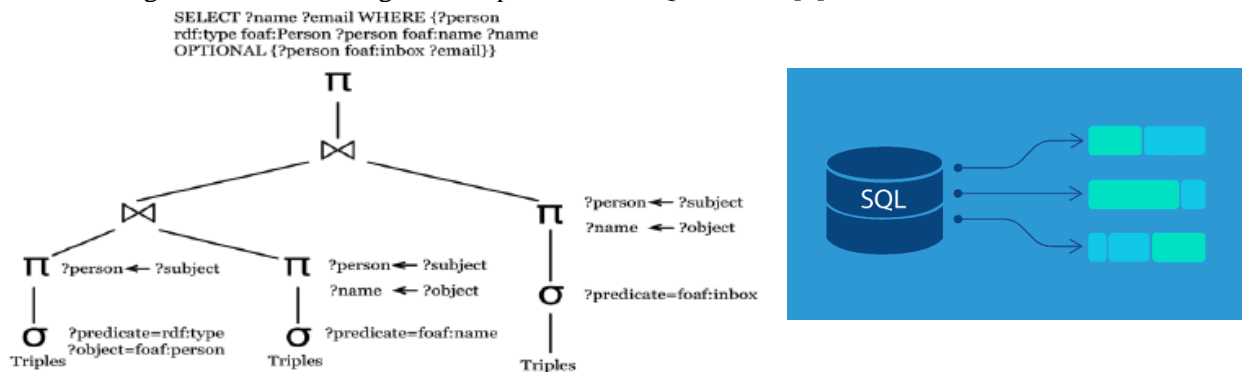 SELECT ?name ?email WHERE {?person
rdf:type foaf:Person ?person foaf:name ?name
OPTIONAL {?person foaf:inbox ?email}}
π
⋈
⋈
π ?person← ?subject
?name ← ?object
π ?person← ?subject
π ?person← ?subject
?name ← ?object
σ ?predicate=foaf:inbox
σ ?predicate=rdf:type
?object=foaf:person
σ ?predicate=foaf:name
Triples
Triples
Triples
SQL